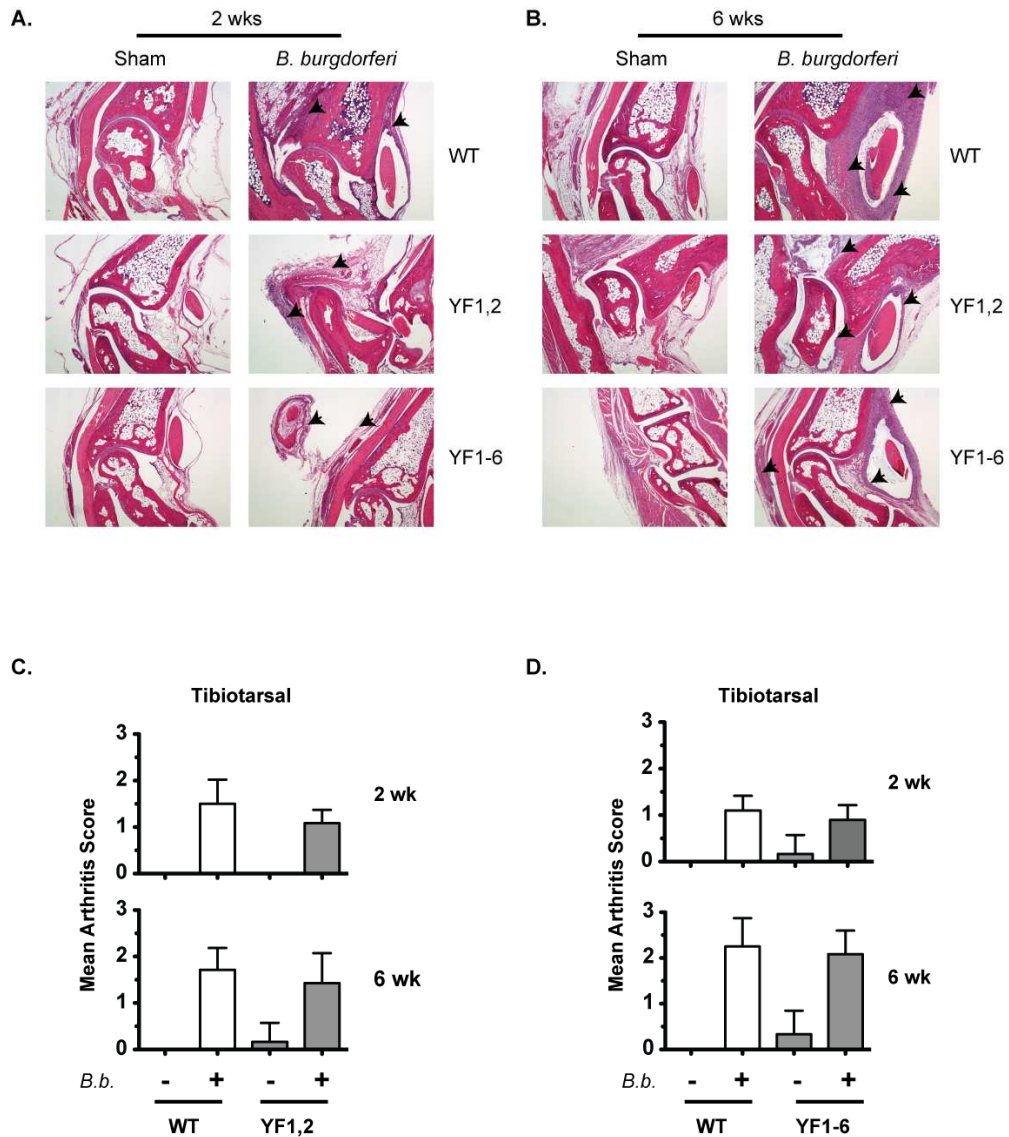 A.
2 wks
Sham B. burgdorferi
WT
YF1,2
YF1-6
B.
6 wks
Sham B. burgdorferi
WT
YF1,2
YF1-6
C.
Tibiotarsal
Mean Arthritis Score
3
2
1
0
2 wk
3
2
1
0
6 wk
B.b. - + - +
WT YF1,2
D.
Tibiotarsal
Mean Arthritis Score
3
2
1
0
2 wk
3
2
1
0
6 wk
B.b. - + - +
WT YF1-6